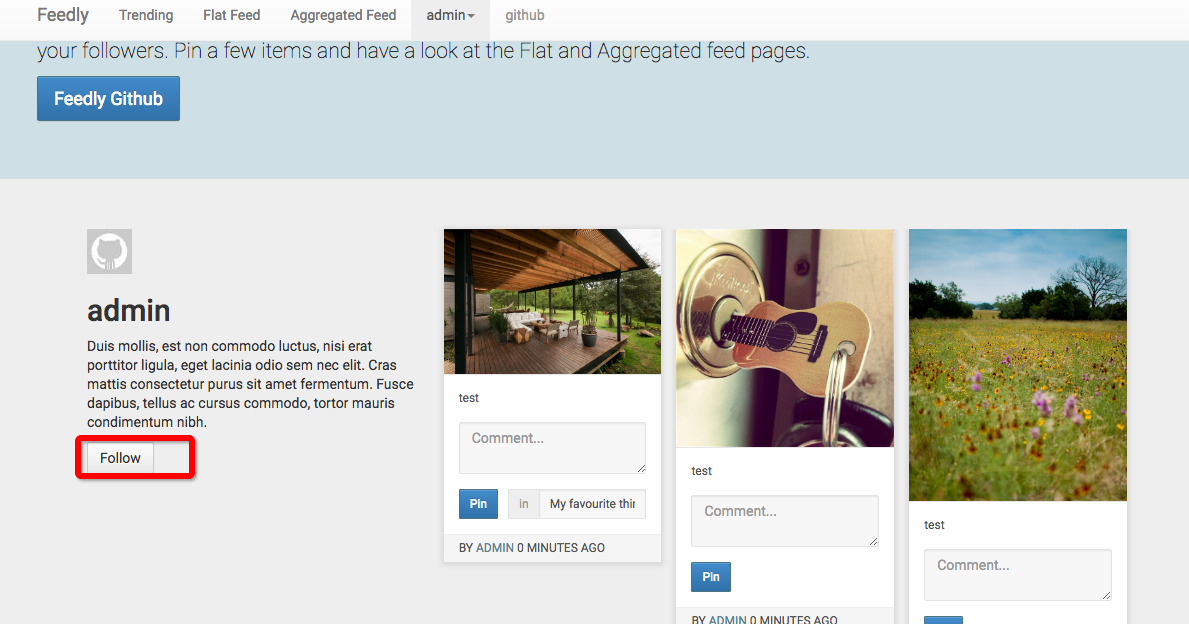 Feedly Trending Flat Feed Aggregated Feed admin github
your followers. Pin a few items and have a look at the Flat and Aggregated feed pages.
Feedly Github
admin
Duis mollis, est non commodo luctus, nisi erat
porttitor ligula, eget lacinia odio sem nec elit. Cras
mattis consectetur purus sit amet fermentum. Fusce
dapibus, tellus ac cursus commodo, tortor mauris
condimentum nibh.
Follow
test
Comment...
Pin in My favourite thin
BY ADMIN 0 MINUTES AGO
test
Comment...
Pin
BY ADMIN 0 MINUTES AGO
test
Comment...